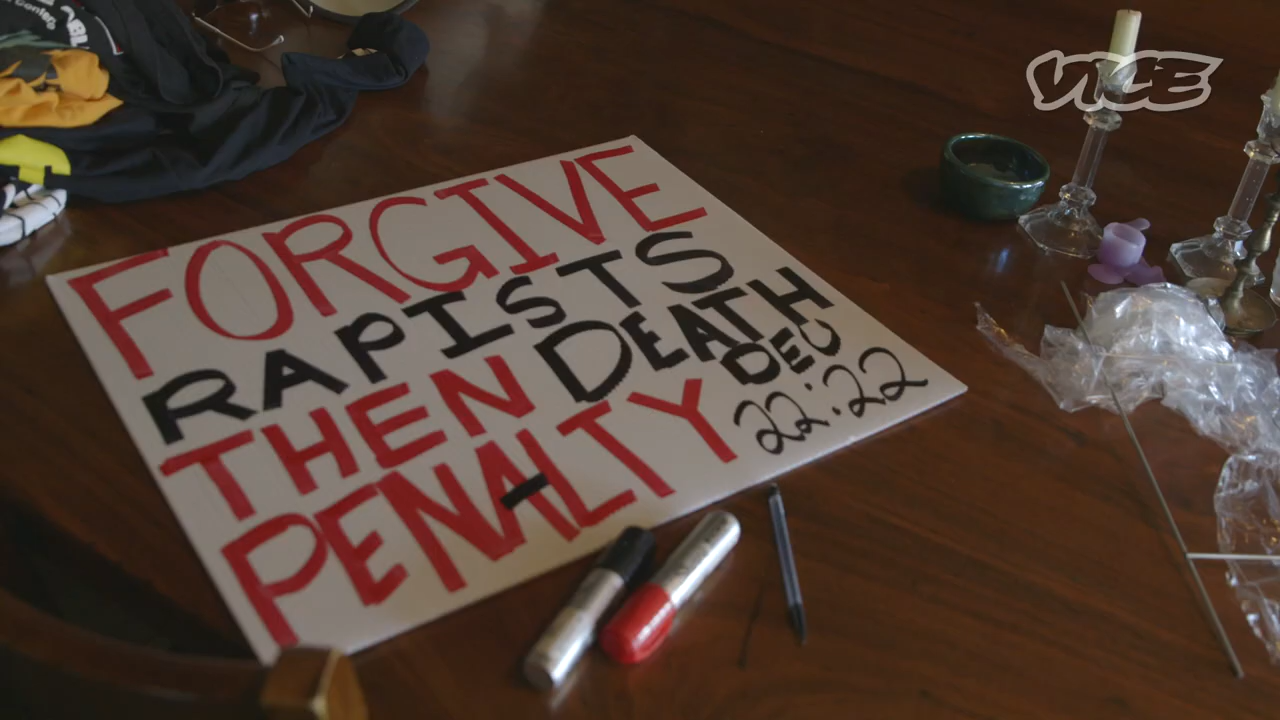 VICE
FORGIVE
RAPISTS
THEN DEATH
PENALTY
DEC
22.22